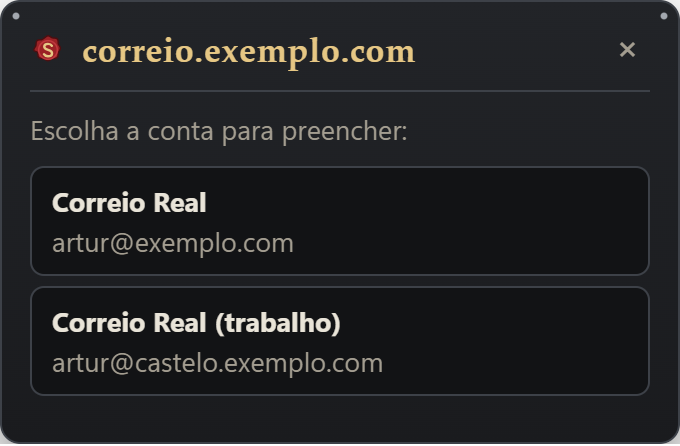 S correio.exemplo.com ×
Escolha a conta para preencher:
Correio Real
artur@exemplo.com
Correio Real (trabalho)
artur@castelo.exemplo.com